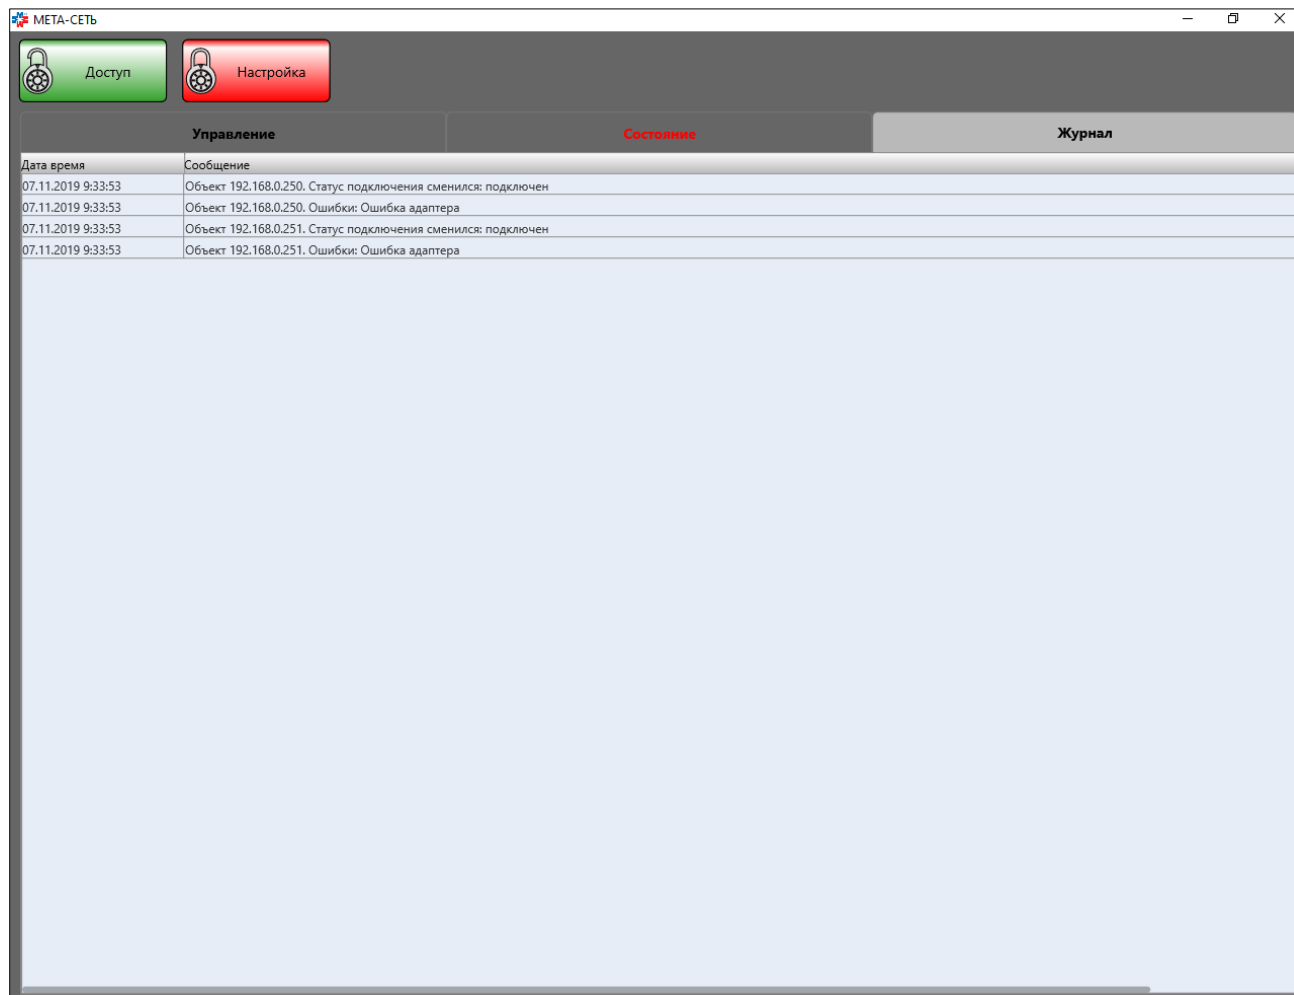 МЕТА-СЕТЬ
Доступ
Настройка
Управление
Состояние
Журнал
Дата время Сообщение
07.11.2019 9:33:53 Объект 192.168.0.250. Статус подключения сменился: подключен
07.11.2019 9:33:53 Объект 192.168.0.250. Ошибки: Ошибка адаптера
07.11.2019 9:33:53 Объект 192.168.0.251. Статус подключения сменился: подключен
07.11.2019 9:33:53 Объект 192.168.0.251. Ошибки: Ошибка адаптера